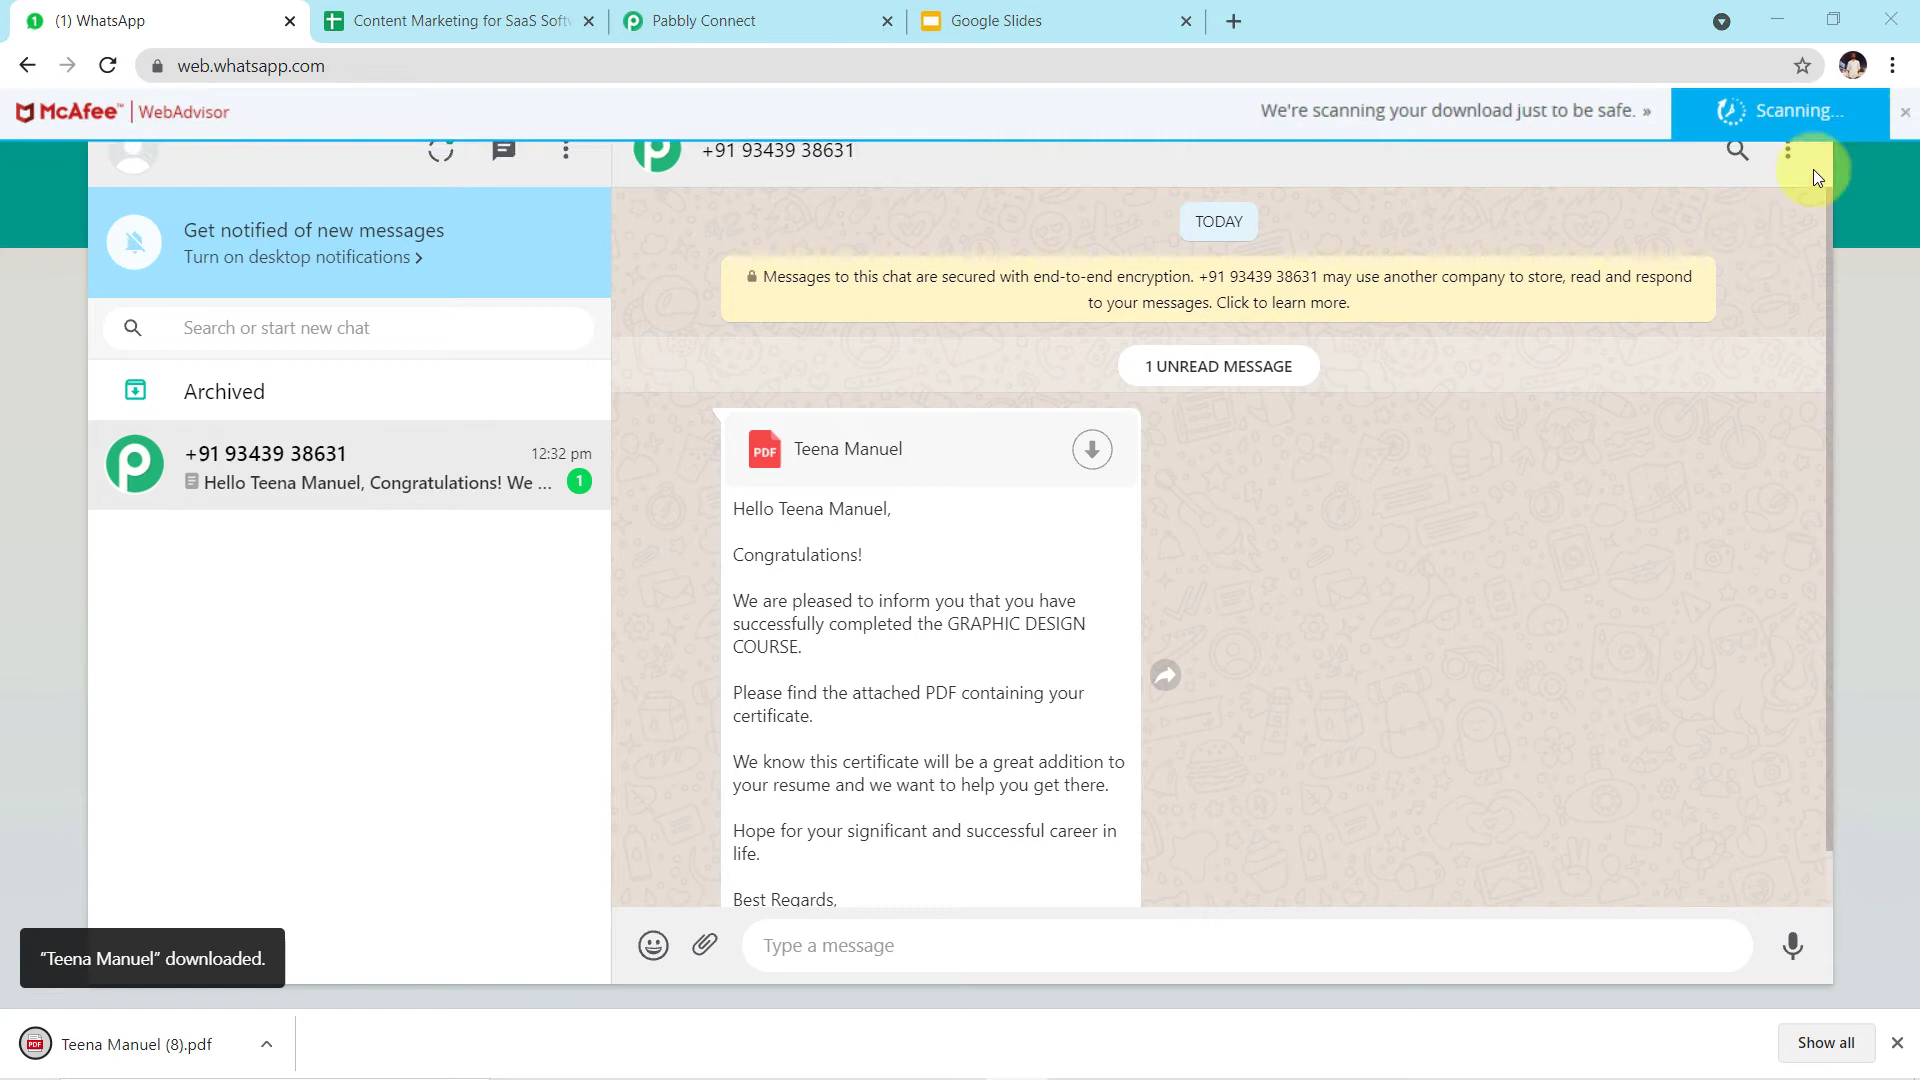 (1) WhatsApp
Content Marketing for SaaS Softw
Pabbly Connect
Google Slides
web.whatsapp.com
McAfee™ | WebAdvisor
We're scanning your download just to be safe. »
Scanning...
+91 93439 38631
Get notified of new messages
Turn on desktop notifications >
Search or start new chat
Archived
+91 93439 38631
12:32 pm
Hello Teena Manuel, Congratulations! We ...
1
TODAY
Messages to this chat are secured with end-to-end encryption. +91 93439 38631 may use another company to store, read and respond
to your messages. Click to learn more.
1 UNREAD MESSAGE
PDF
Teena Manuel
Hello Teena Manuel,
Congratulations!
We are pleased to inform you that you have
successfully completed the GRAPHIC DESIGN
COURSE.
Please find the attached PDF containing your
certificate.
We know this certificate will be a great addition to
your resume and we want to help you get there.
Hope for your significant and successful career in
life.
Best Regards,
Type a message
"Teena Manuel" downloaded.
PDF
Teena Manuel (8).pdf
Show all